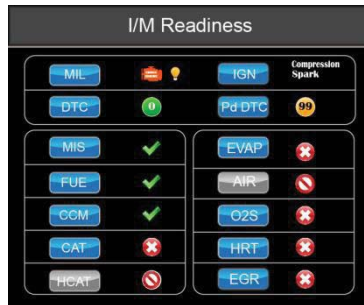 I/M Readiness
MIL
IGN
Compression
Spark
DTC
0
Pd DTC
99
MIS
EVAP
FUE
AIR
CCM
O2S
CAT
HRT
HCAT
EGR